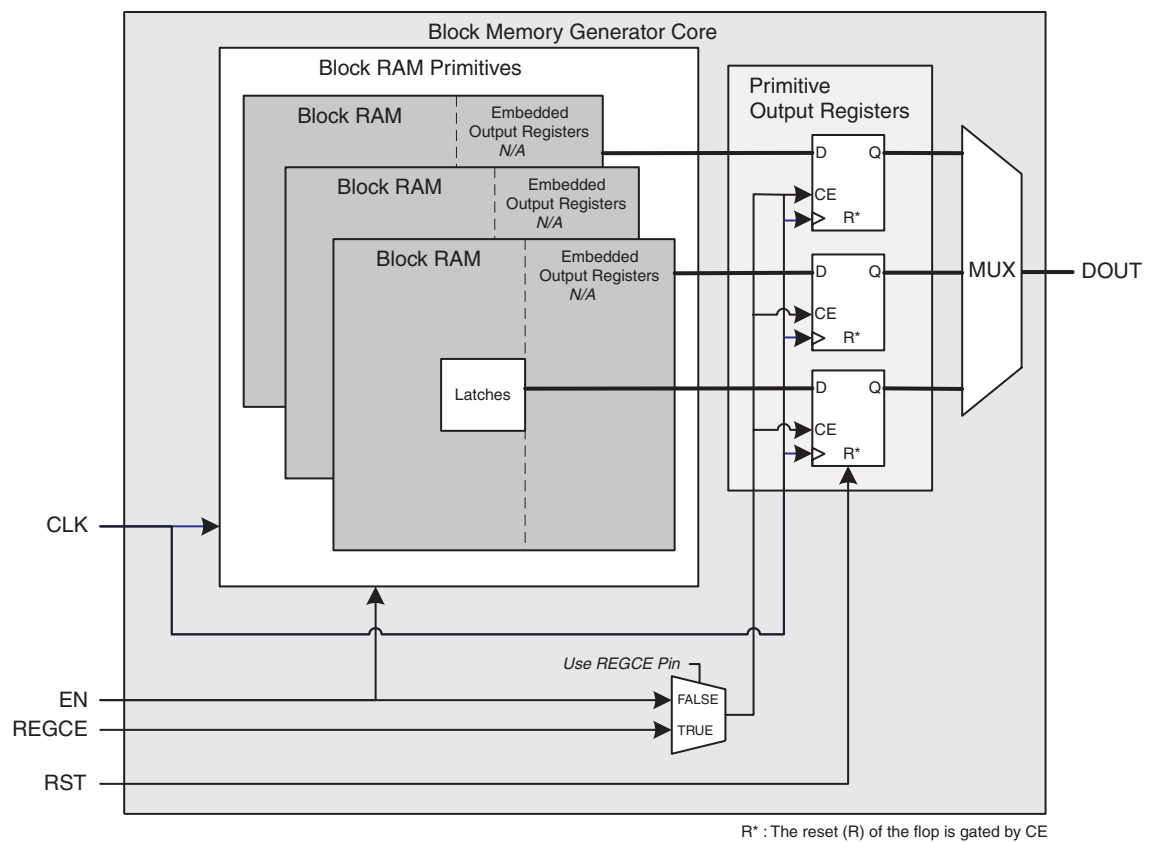 Block Memory Generator Core
Block RAM Primitives
Block RAM
Embedded
Output Registers
N/A
Block RAM
Embedded
Output Registers
N/A
Block RAM
Embedded
Output Registers
N/A
Latches
Primitive
Output Registers
D
Q
CE
R*
D
Q
CE
R*
D
Q
CE
R*
MUX
DOUT
CLK
EN
REGCE
RST
Use REGCE Pin
FALSE
TRUE
R* : The reset (R) of the flop is gated by CE